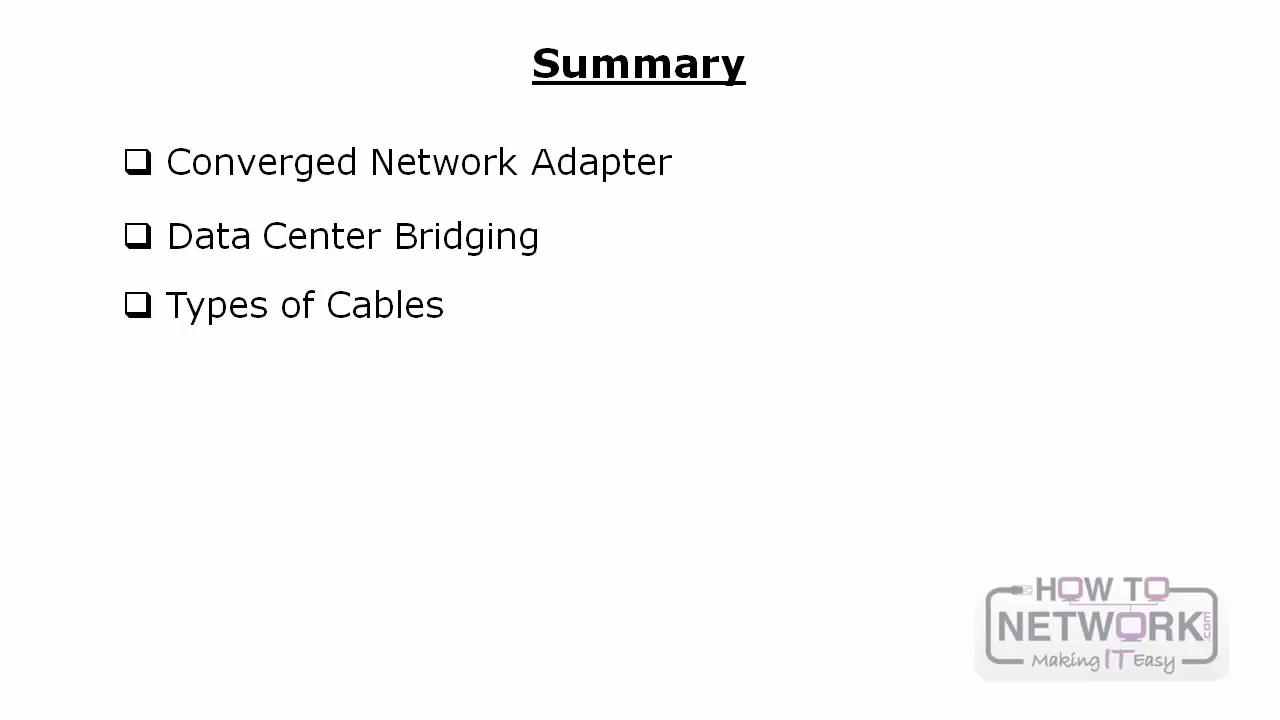 Summary
Converged Network Adapter
Data Center Bridging
Types of Cables
HOW TO
NETWORK.com
Making IT Easy